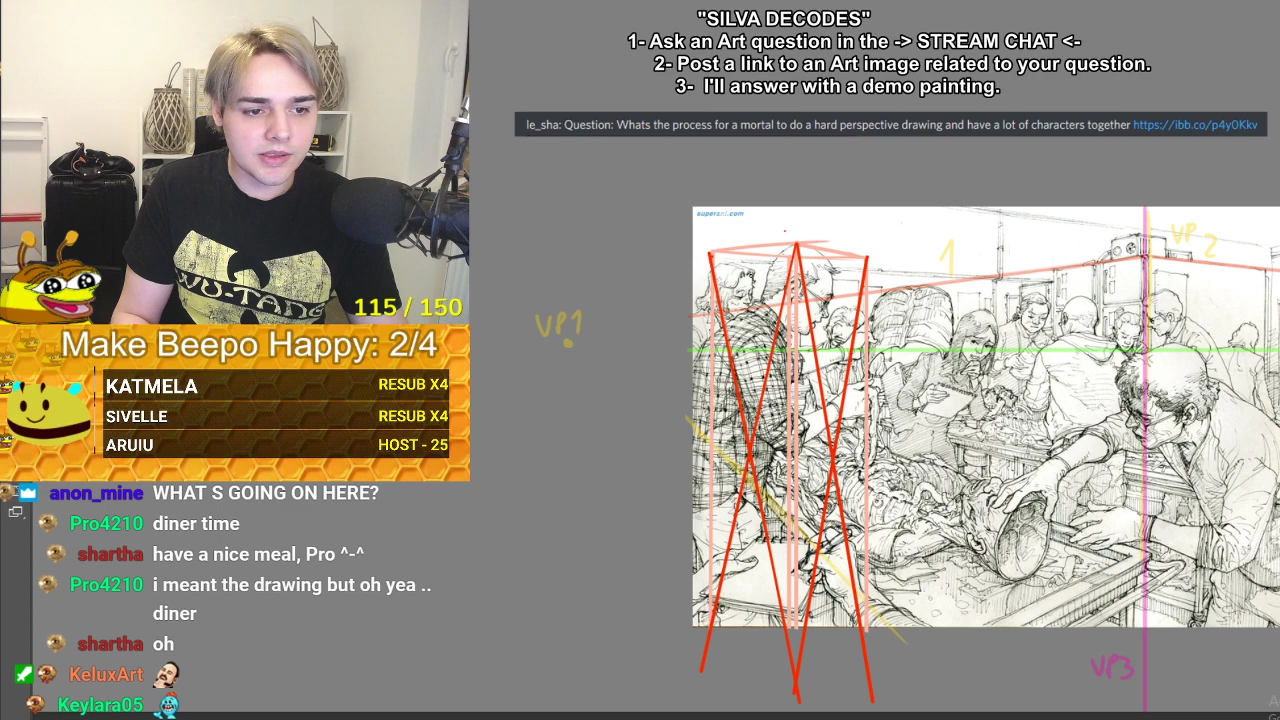 "SILVA DECODES"
1- Ask an Art question in the -> STREAM CHAT <-
2- Post a link to an Art image related to your question.
3- I'll answer with a demo painting.
le_sha: Question: Whats the process for a mortal to do a hard perspective drawing and have a lot of characters together https://ibb.co/p4y0Kkv
WU-TANG
115 / 150
Make Beepo Happy: 2/4
KATMELA RESUB X4
SIVELLE RESUB X4
ARUIU HOST - 25
anon_mine WHAT S GOING ON HERE?
Pro4210 diner time
shartha have a nice meal, Pro ^-^
Pro4210 i meant the drawing but oh yea ..
diner
shartha oh
KeluxArt
Keylara05
superani.com
1
VP 2
VP1
VP3